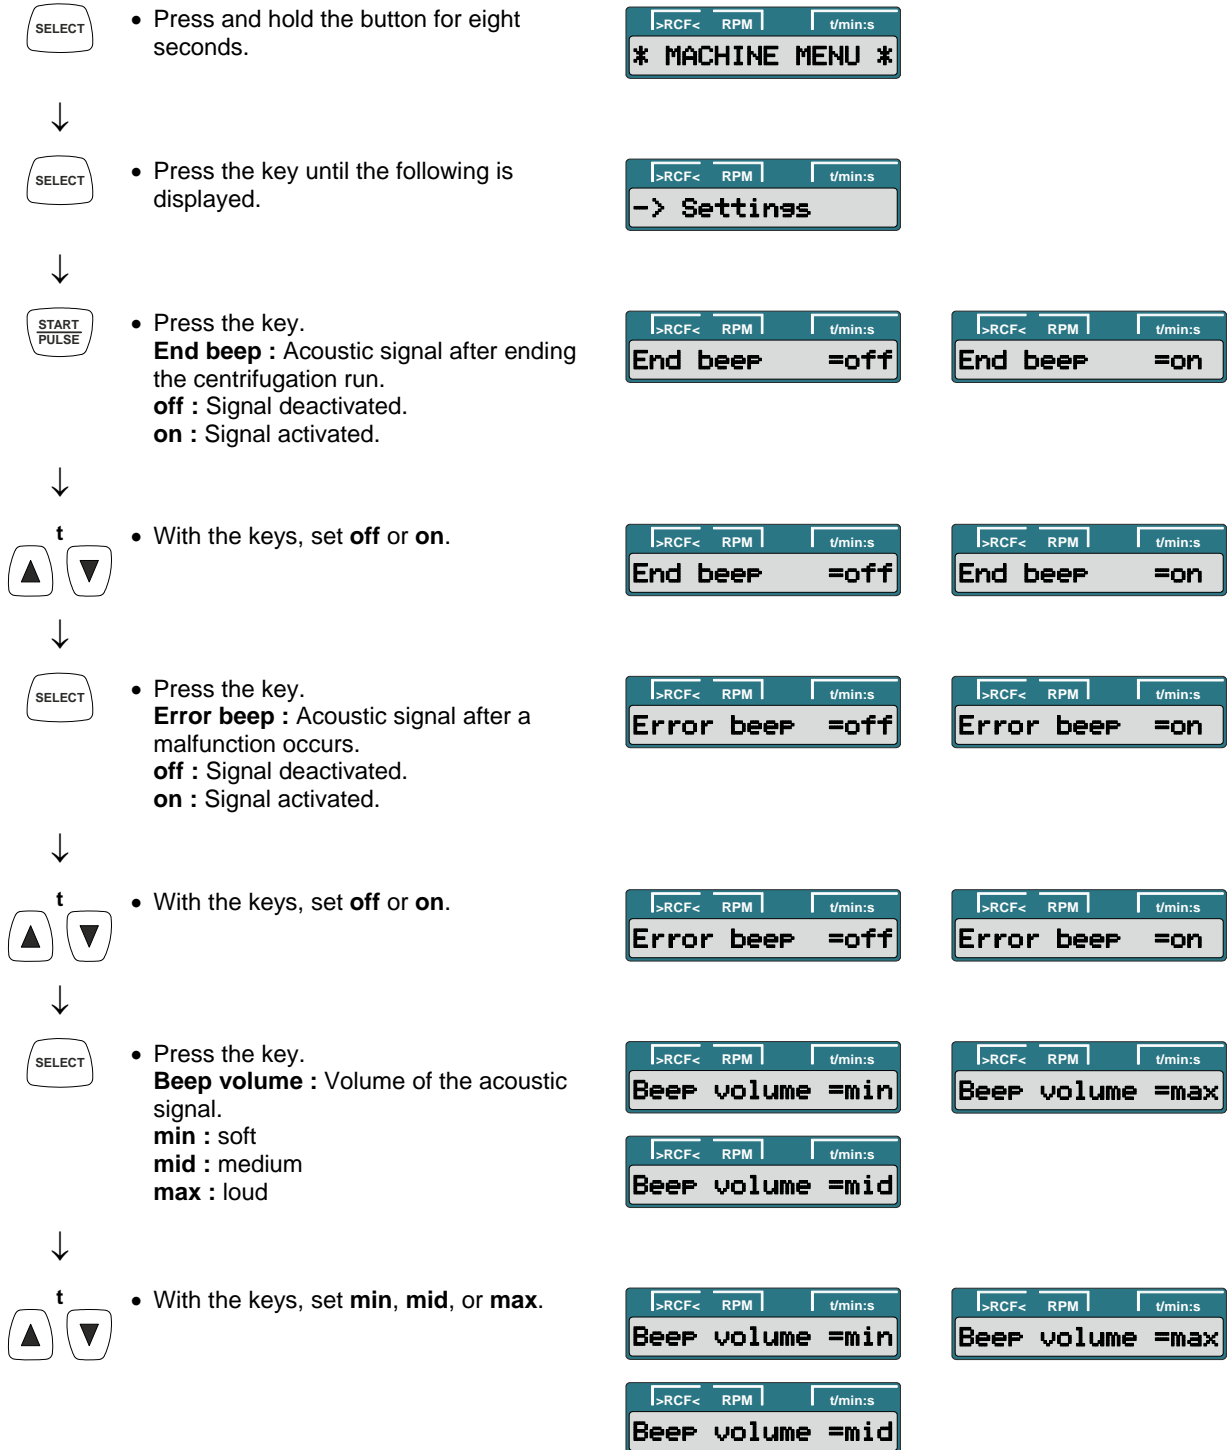 SELECT
• Press and hold the button for eight
seconds.
>RCF< RPM t/min:s
* MACHINE MENU *
↓
SELECT
• Press the key until the following is
displayed.
>RCF< RPM t/min:s
-> Settings
↓
START
PULSE
• Press the key.
End beep : Acoustic signal after ending
the centrifugation run.
off : Signal deactivated.
on : Signal activated.
>RCF< RPM t/min:s
End beep =off
>RCF< RPM t/min:s
End beep =on
↓
t
▲ ▼
• With the keys, set off or on.
>RCF< RPM t/min:s
End beep =off
>RCF< RPM t/min:s
End beep =on
↓
SELECT
• Press the key.
Error beep : Acoustic signal after a
malfunction occurs.
off : Signal deactivated.
on : Signal activated.
>RCF< RPM t/min:s
Error beep =off
>RCF< RPM t/min:s
Error beep =on
↓
t
▲ ▼
• With the keys, set off or on.
>RCF< RPM t/min:s
Error beep =off
>RCF< RPM t/min:s
Error beep =on
↓
SELECT
• Press the key.
Beep volume : Volume of the acoustic
signal.
min : soft
mid : medium
max : loud
>RCF< RPM t/min:s
Beep volume =min
>RCF< RPM t/min:s
Beep volume =max
>RCF< RPM t/min:s
Beep volume =mid
↓
t
▲ ▼
• With the keys, set min, mid, or max.
>RCF< RPM t/min:s
Beep volume =min
>RCF< RPM t/min:s
Beep volume =max
>RCF< RPM t/min:s
Beep volume =mid